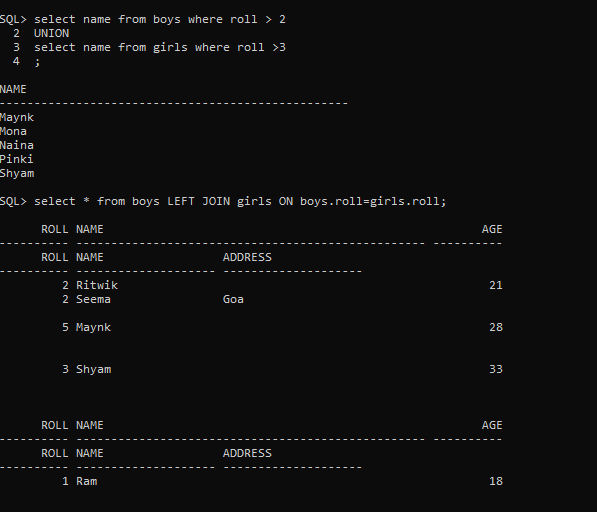 SQL> select name from boys where roll > 2
2 UNION
3 select name from girls where roll >3
4 ;
NAME
--------------------------------------------------
Maynk
Mona
Naina
Pinki
Shyam
SQL> select * from boys LEFT JOIN girls ON boys.roll=girls.roll;
ROLL NAME AGE
---------- -------------------------------------------------- ----------
ROLL NAME ADDRESS
---------- -------------------- --------------------
2 Ritwik 21
2 Seema Goa
5 Maynk 28
3 Shyam 33
ROLL NAME AGE
---------- -------------------------------------------------- ----------
ROLL NAME ADDRESS
---------- -------------------- --------------------
1 Ram 18